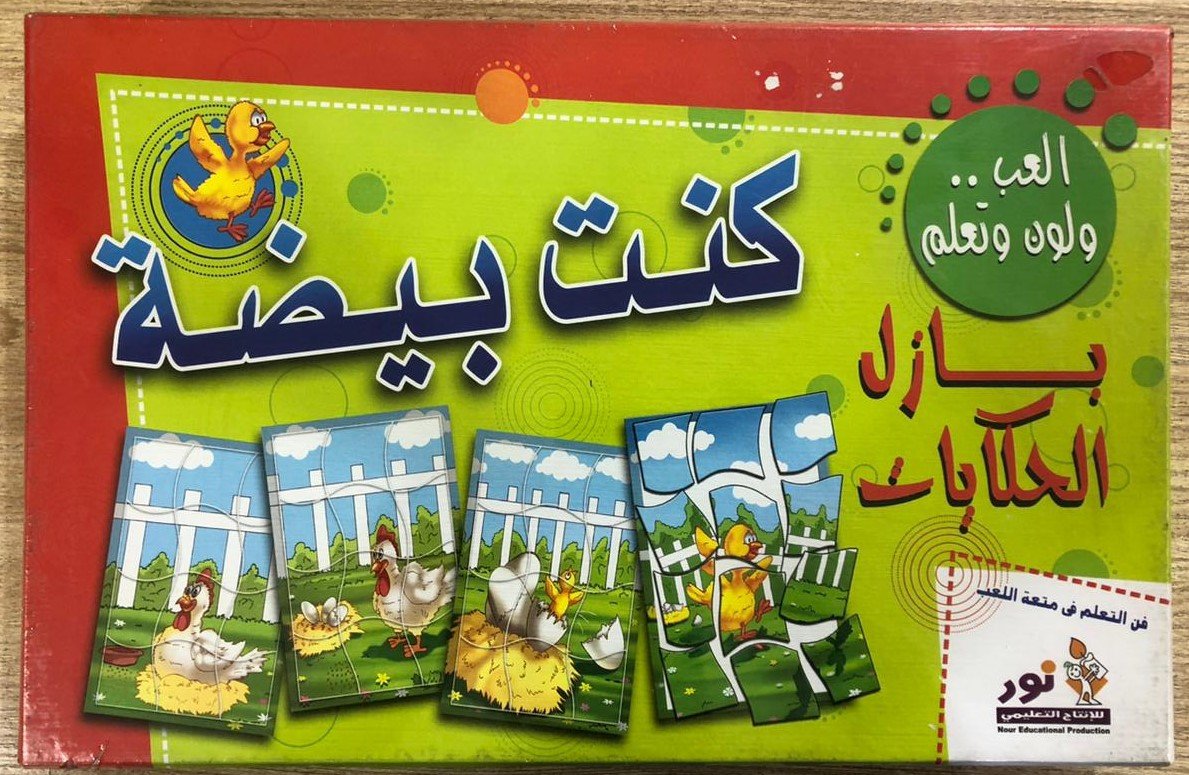 العب ..
ولون وتعلم
كنت بيضة
بازل
الحكايات
فن التعلم فى متعة اللعب
نور
للإنتاج التعليمي
Nour Educational Production